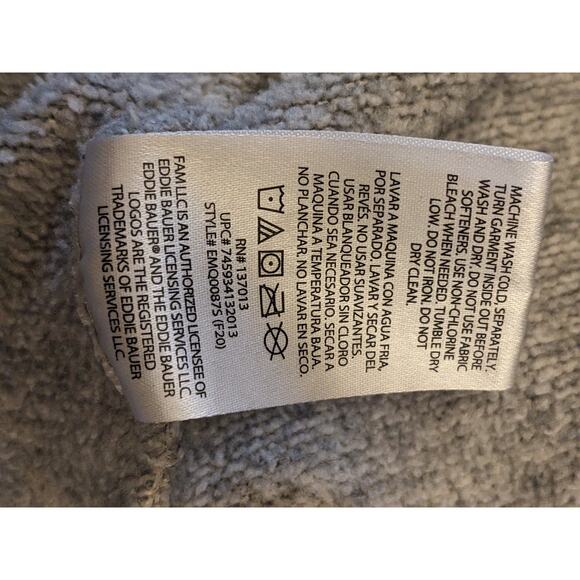 MACHINE WASH COLD, SEPARATELY.
TURN GARMENT INSIDE OUT BEFORE
WASH AND DRY. DO NOT USE FABRIC
SOFTENERS. USE NON-CHLORINE
BLEACH WHEN NEEDED. TUMBLE DRY
LOW. DO NOT IRON. DO NOT
DRY CLEAN.
LAVAR A MAQUINA CON AGUA FRIA,
POR SEPARADO, LAVAR Y SECAR DEL
REVÉS. NO USAR SUAVIZANTES.
USAR BLANQUEADOR SIN CLORO
CUANDO SEA NECESARIO. SECAR A
MAQUINA A TEMPERATURA BAJA.
NO PLANCHAR. NO LAVAR EN SECO.
RN# 137013
UPC# 745934132013
STYLE# EMQ0087S (F20)
FAM LLC IS AN AUTHORIZED LICENSEE OF
EDDIE BAUER LICENSING SERVICES LLC.
EDDIE BAUER® AND THE EDDIE BAUER
LOGOS ARE THE REGISTERED
TRADEMARKS OF EDDIE BAUER
LICENSING SERVICES LLC.